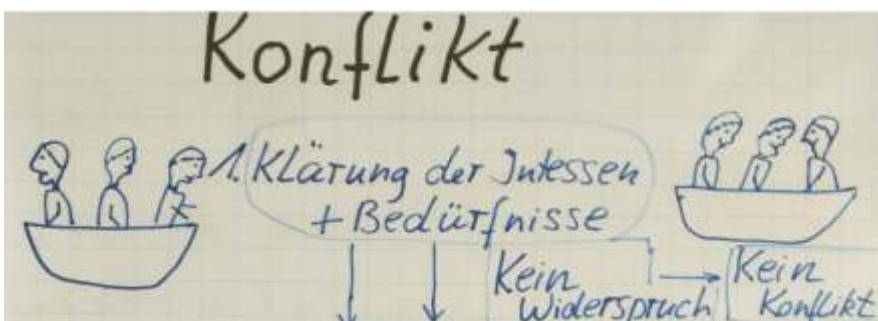 Konflikt
1. Klärung der Intessen
+ Bedürfnisse
Kein Widerspruch
Kein Konflikt